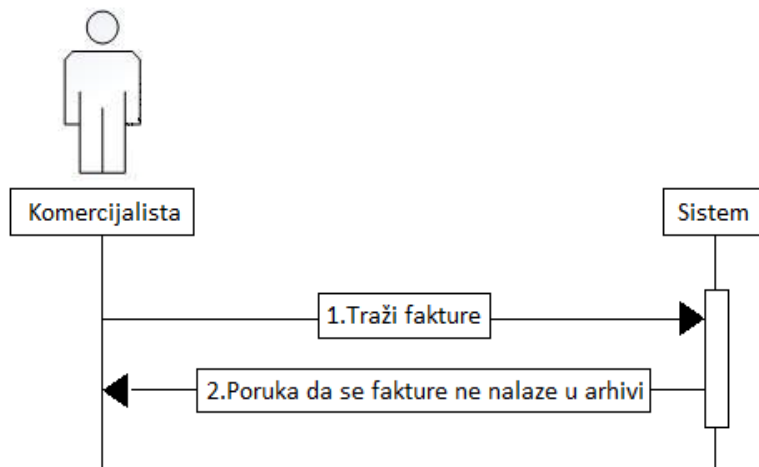 Komercijalista
Sistem
1.Traži fakture
2.Poruka da se fakture ne nalaze u arhivi